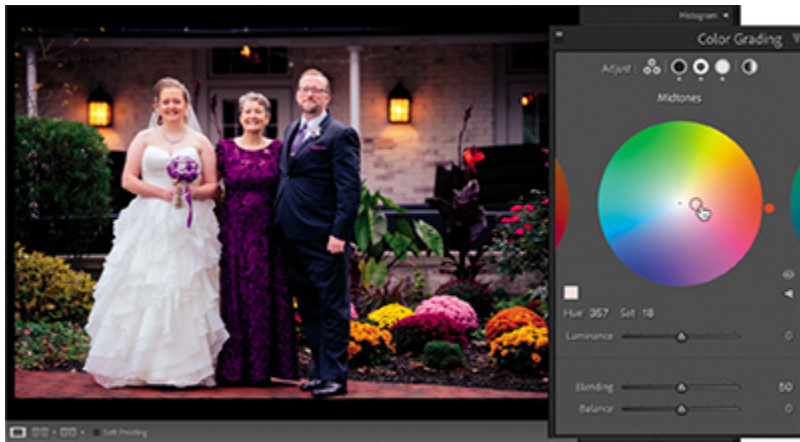 Histogram
Color Grading
Adjust :
Midtones
Hue 357 Sat 18
Luminance 0
Blending 50
Balance 0
Soft Proofing